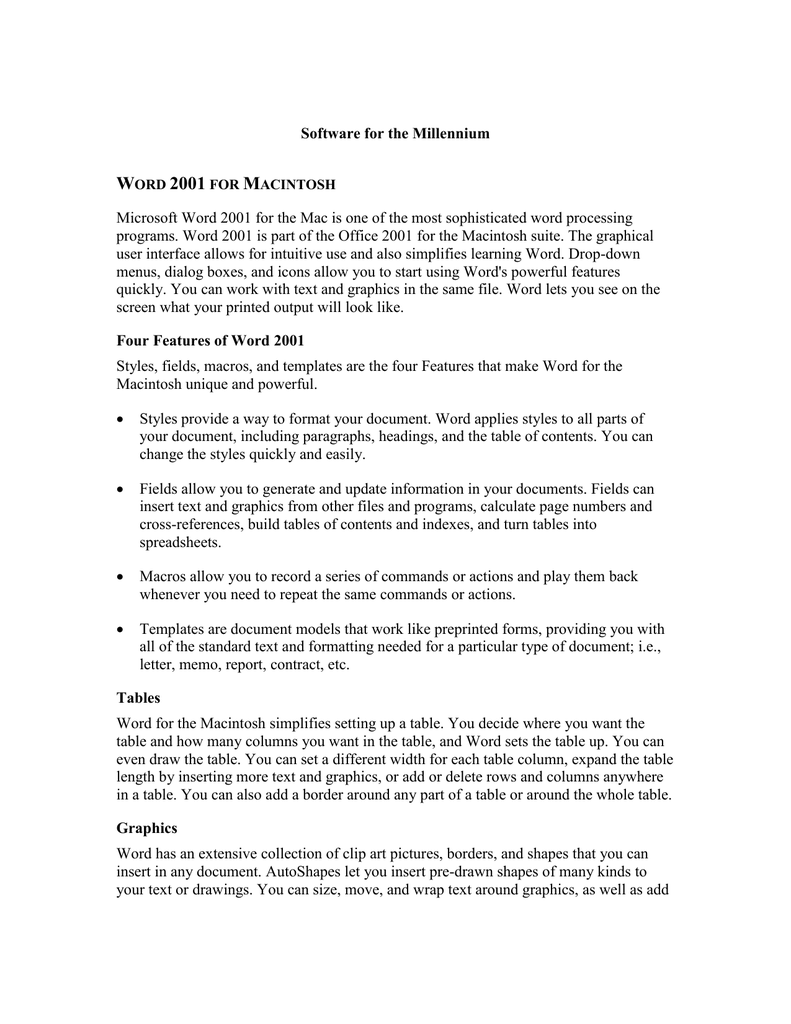 Software for the Millennium
WORD 2001 FOR MACINTOSH
Microsoft Word 2001 for the Mac is one of the most sophisticated word processing
programs. Word 2001 is part of the Office 2001 for the Macintosh suite. The graphical
user interface allows for intuitive use and also simplifies learning Word. Drop-down
menus, dialog boxes, and icons allow you to start using Word's powerful features
quickly. You can work with text and graphics in the same file. Word lets you see on the
screen what your printed output will look like.
Four Features of Word 2001
Styles, fields, macros, and templates are the four Features that make Word for the
Macintosh unique and powerful.
• Styles provide a way to format your document. Word applies styles to all parts of
your document, including paragraphs, headings, and the table of contents. You can
change the styles quickly and easily.
• Fields allow you to generate and update information in your documents. Fields can
insert text and graphics from other files and programs, calculate page numbers and
cross-references, build tables of contents and indexes, and turn tables into
spreadsheets.
• Macros allow you to record a series of commands or actions and play them back
whenever you need to repeat the same commands or actions.
• Templates are document models that work like preprinted forms, providing you with
all of the standard text and formatting needed for a particular type of document; i.e.,
letter, memo, report, contract, etc.
Tables
Word for the Macintosh simplifies setting up a table. You decide where you want the
table and how many columns you want in the table, and Word sets the table up. You can
even draw the table. You can set a different width for each table column, expand the table
length by inserting more text and graphics, or add or delete rows and columns anywhere
in a table. You can also add a border around any part of a table or around the whole table.
Graphics
Word has an extensive collection of clip art pictures, borders, and shapes that you can
insert in any document. AutoShapes let you insert pre-drawn shapes of many kinds to
your text or drawings. You can size, move, and wrap text around graphics, as well as add